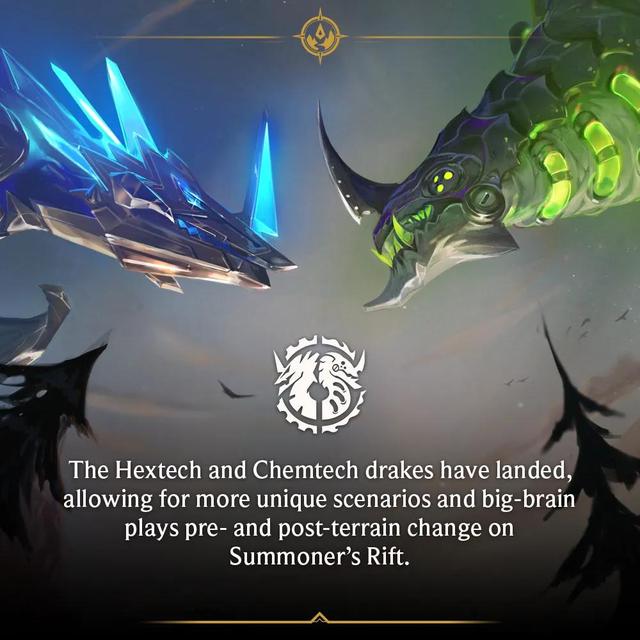 The Hextech and Chemtech drakes have landed,
allowing for more unique scenarios and big-brain
plays pre- and post-terrain change on
Summoner's Rift.